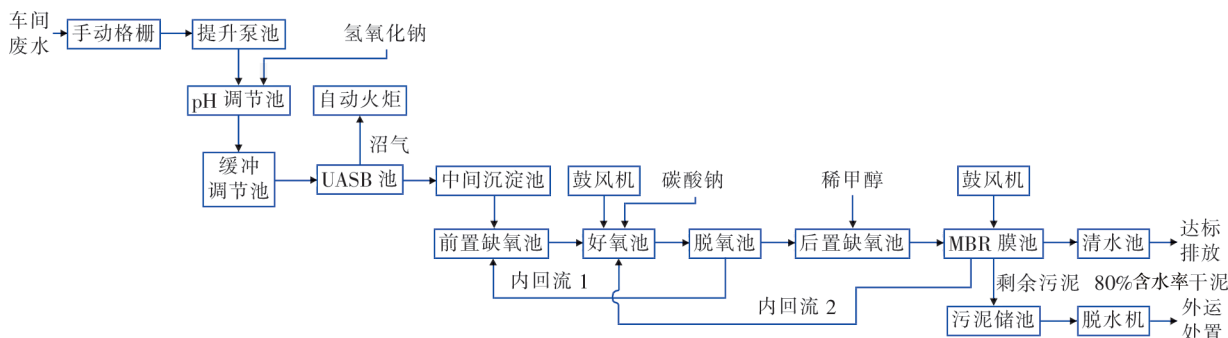 车间
废水
手动格栅
提升泵池
氢氧化钠
pH 调节池
自动火炬
沼气
缓冲
调节池
UASB 池
中间沉淀池
鼓风机
碳酸钠
稀甲醇
鼓风机
前置缺氧池
好氧池
脱氧池
后置缺氧池
MBR 膜池
清水池
达标
排放
内回流 1
内回流 2
剩余污泥
80%含水率干泥
污泥储池
脱水机
外运
处置